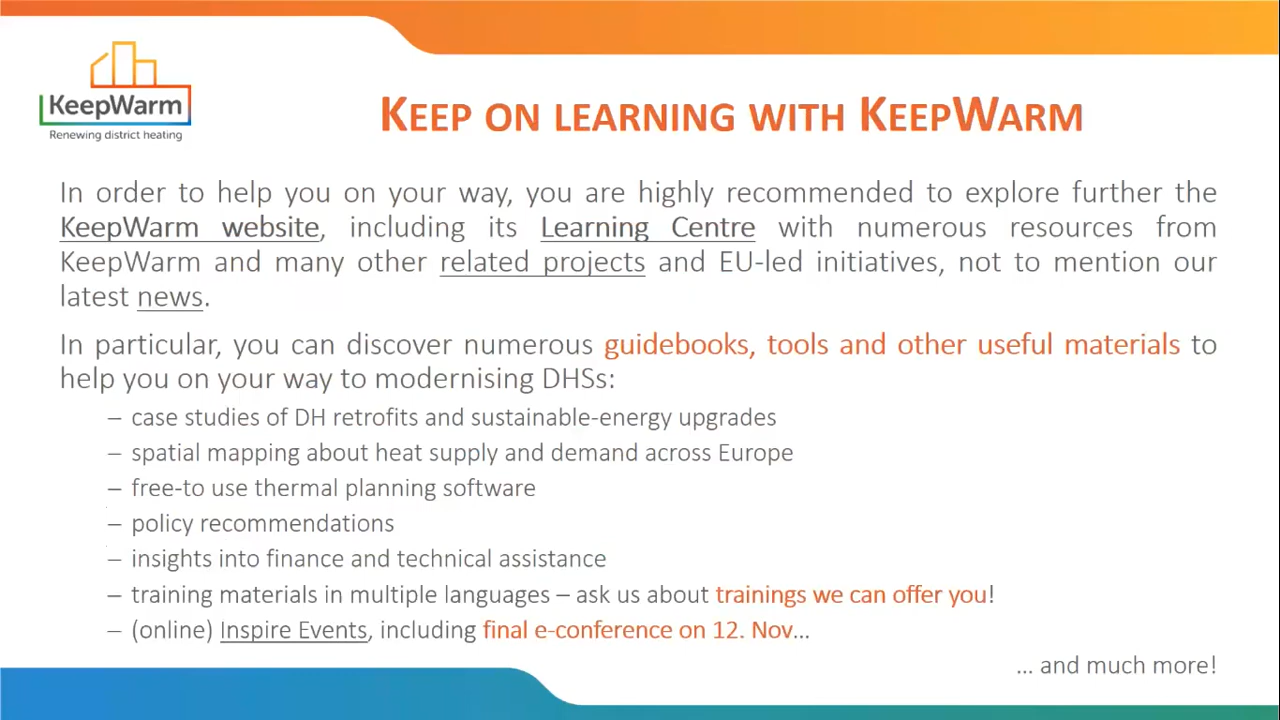 KeepWarm
Renewing district heating
KEEP ON LEARNING WITH KEEPWARM
In order to help you on your way, you are highly recommended to explore further the
KeepWarm website, including its Learning Centre with numerous resources from
KeepWarm and many other related projects and EU-led initiatives, not to mention our
latest news.
In particular, you can discover numerous guidebooks, tools and other useful materials to
help you on your way to modernising DHSs:
– case studies of DH retrofits and sustainable-energy upgrades
– spatial mapping about heat supply and demand across Europe
– free-to use thermal planning software
– policy recommendations
– insights into finance and technical assistance
– training materials in multiple languages – ask us about trainings we can offer you!
– (online) Inspire Events, including final e-conference on 12. Nov...
... and much more!